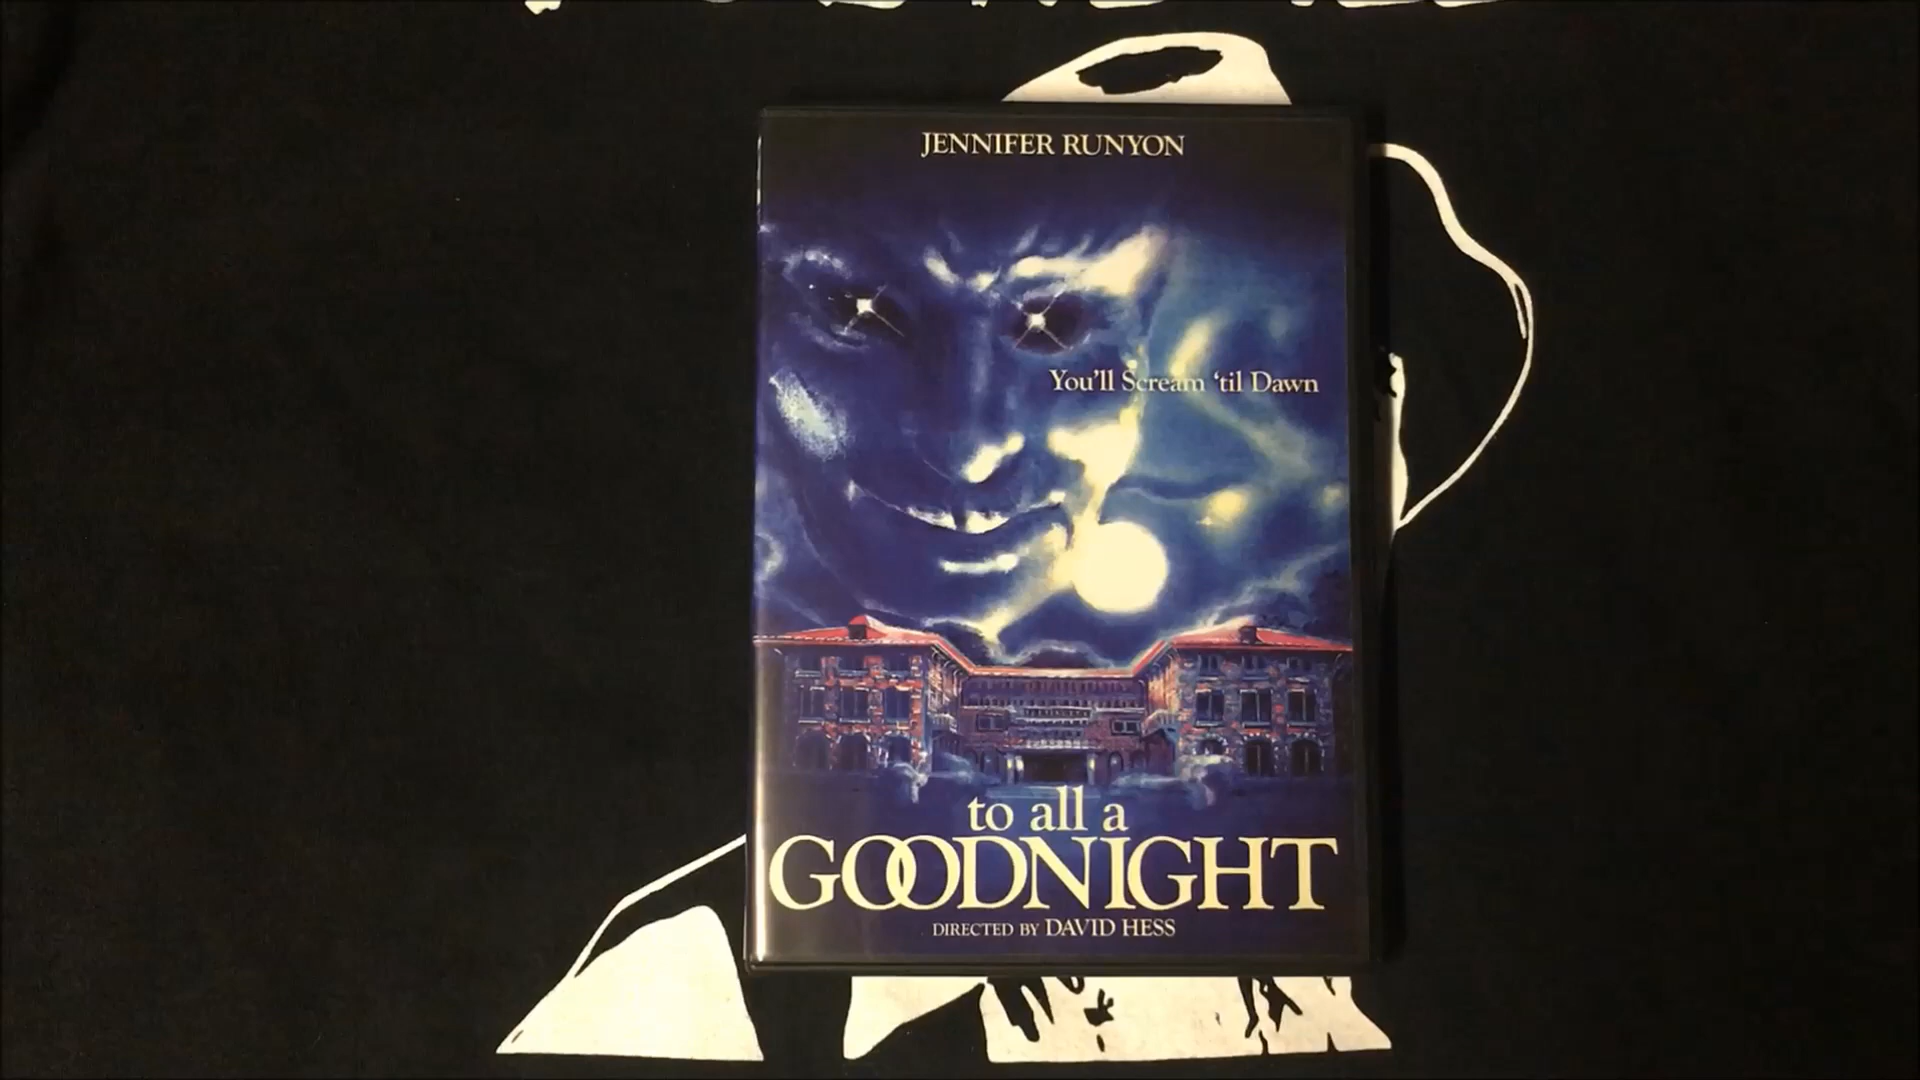 JENNIFER RUNYON
You'll Scream 'til Dawn
to all a
GOODNIGHT
DIRECTED BY DAVID HESS